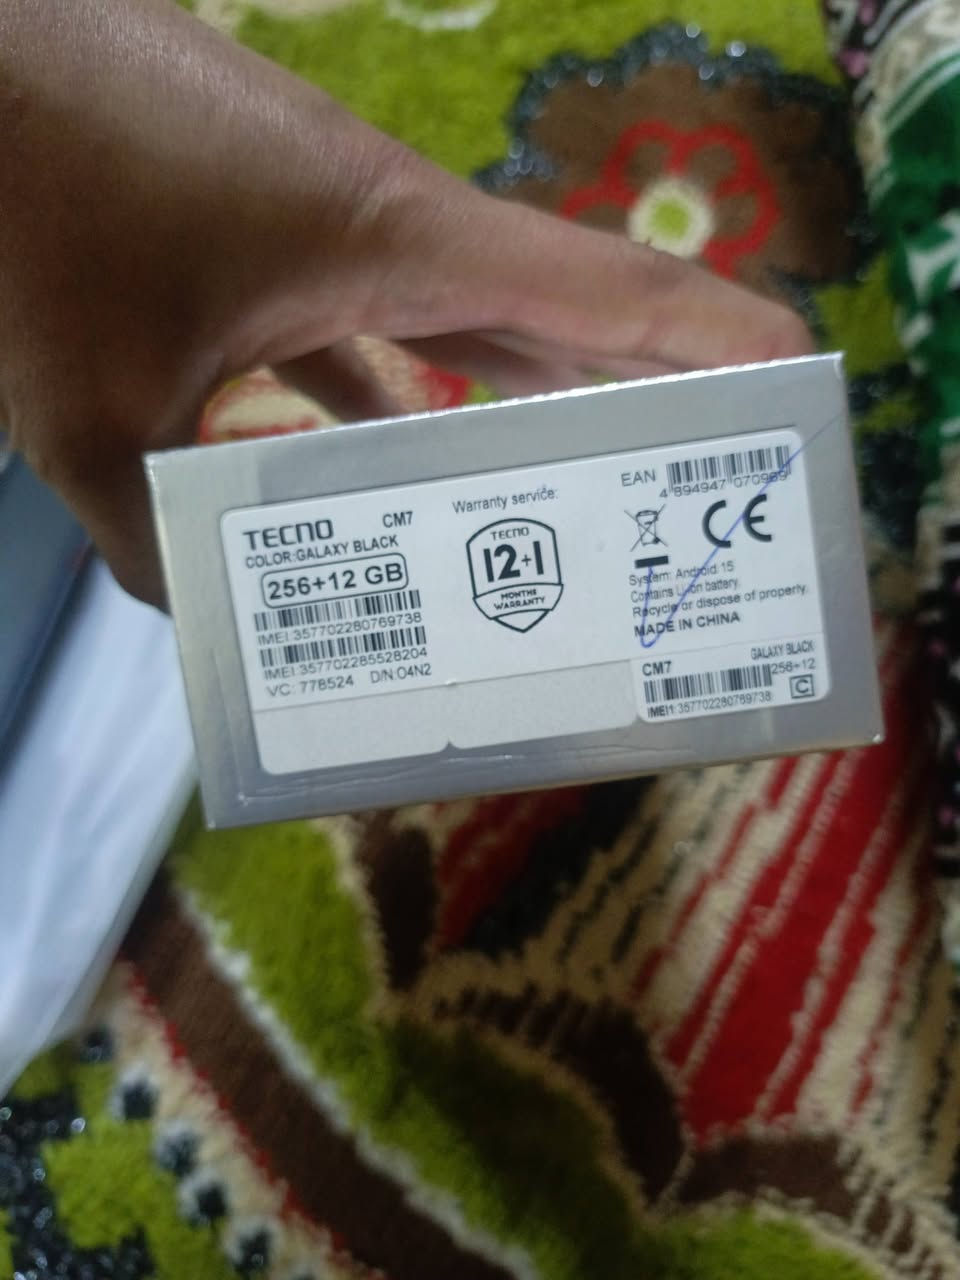 TECNO CM7
COLOR:GALAXY BLACK
256+12 GB
IMEI:357702280769738
IMEI:357702285528204
VC: 778524 D/N:O4N2
Warranty service:
TECNO
12+1
MONTHS
WARRANTY
EAN
4 894947 070969
CE
System: Android 15
Contains Li-ion battery.
Recycle or dispose of properly.
MADE IN CHINA
CM7 GALAXY BLACK
256+12
IMEI1:357702280769738
C